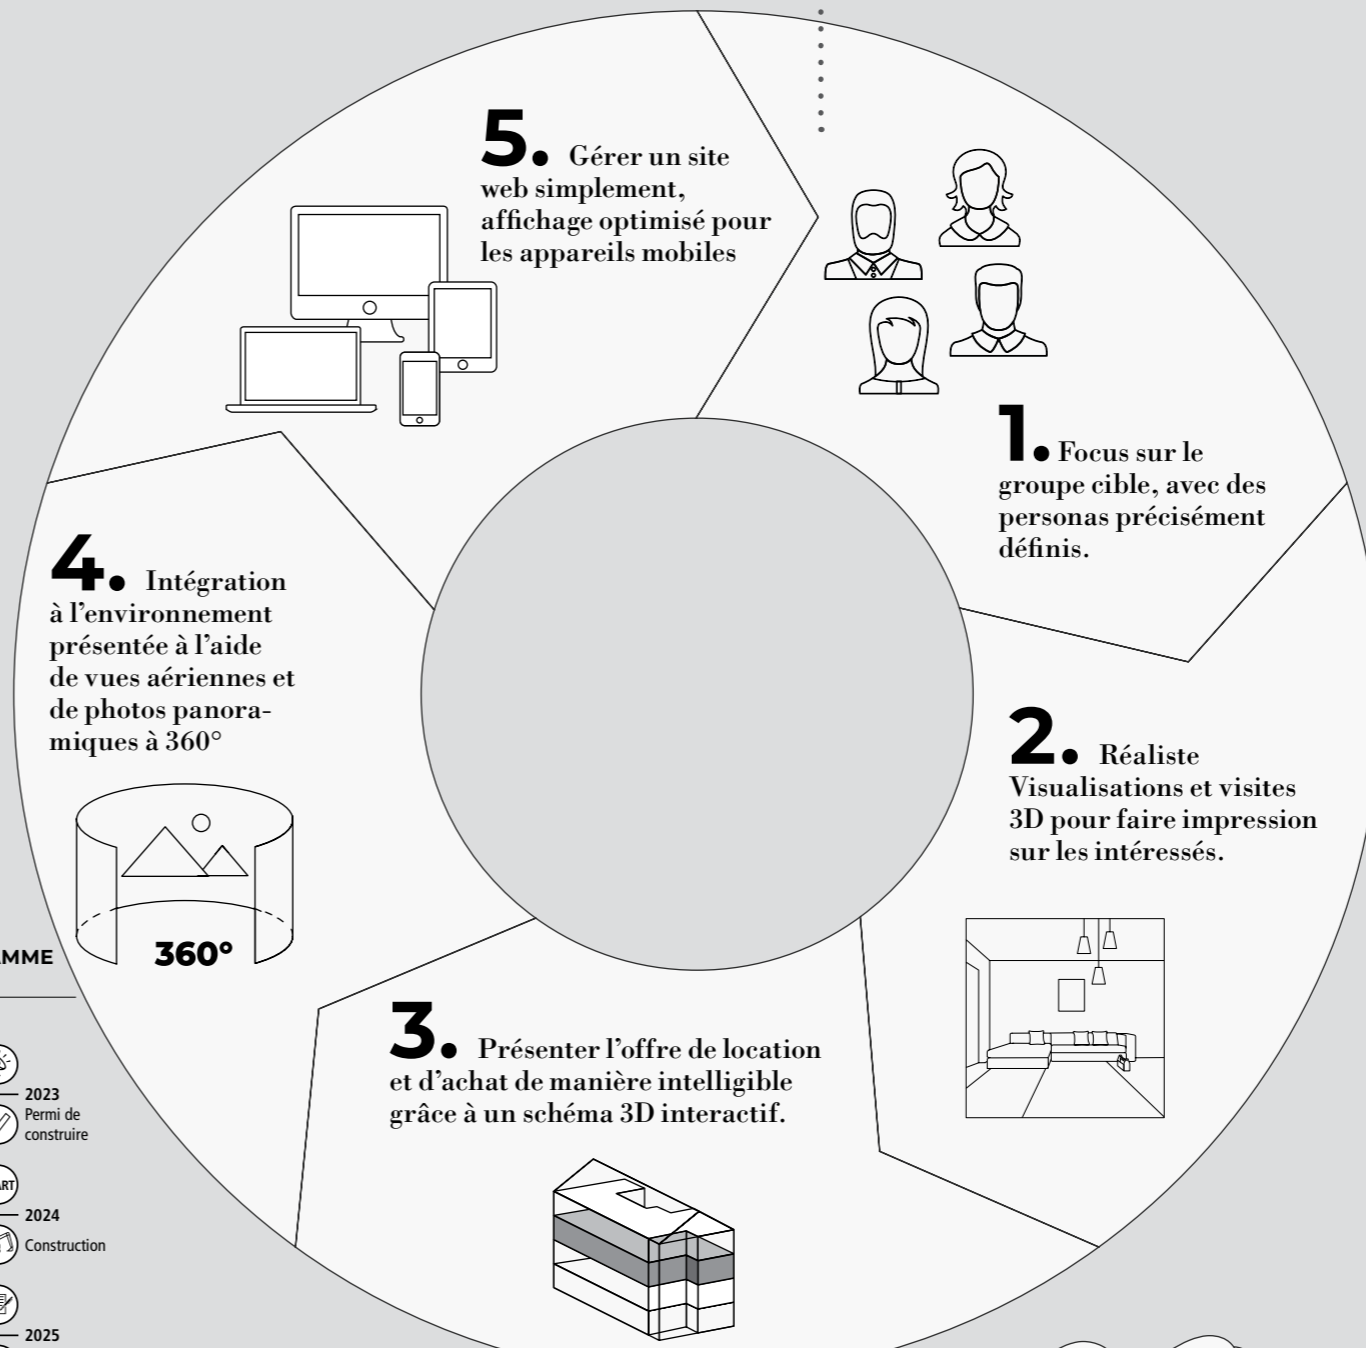 5. Gérer un site
web simplement,
affichage optimisé pour
les appareils mobiles
1. Focus sur le
groupe cible, avec des
personas précisément
définis.
2. Réaliste
Visualisations et visites
3D pour faire impression
sur les intéressés.
3. Présenter l'offre de location
et d'achat de manière intelligible
grâce à un schéma 3D interactif.
4. Intégration
à l'environnement
présentée à l'aide
de vues aériennes et
de photos panora-
miques à 360°
360°
2023
Permi de
construire
2024
Construction
2025